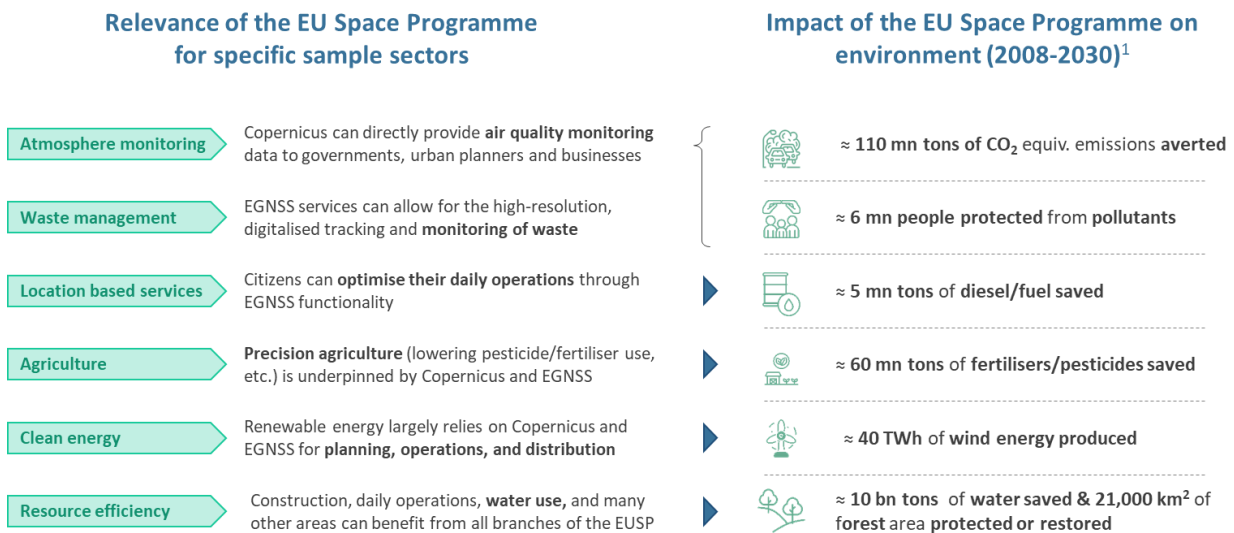 Relevance of the EU Space Programme
for specific sample sectors
Impact of the EU Space Programme on
environment (2008-2030)¹
Atmosphere monitoring
Copernicus can directly provide air quality monitoring
data to governments, urban planners and businesses
≈ 110 mn tons of CO₂ equiv. emissions averted
Waste management
EGNSS services can allow for the high-resolution,
digitalised tracking and monitoring of waste
≈ 6 mn people protected from pollutants
Location based services
Citizens can optimise their daily operations through
EGNSS functionality
≈ 5 mn tons of diesel/fuel saved
Agriculture
Precision agriculture (lowering pesticide/fertiliser use,
etc.) is underpinned by Copernicus and EGNSS
≈ 60 mn tons of fertilisers/pesticides saved
Clean energy
Renewable energy largely relies on Copernicus and
EGNSS for planning, operations, and distribution
≈ 40 TWh of wind energy produced
Resource efficiency
Construction, daily operations, water use, and many
other areas can benefit from all branches of the EUSP
≈ 10 bn tons of water saved & 21,000 km² of
forest area protected or restored